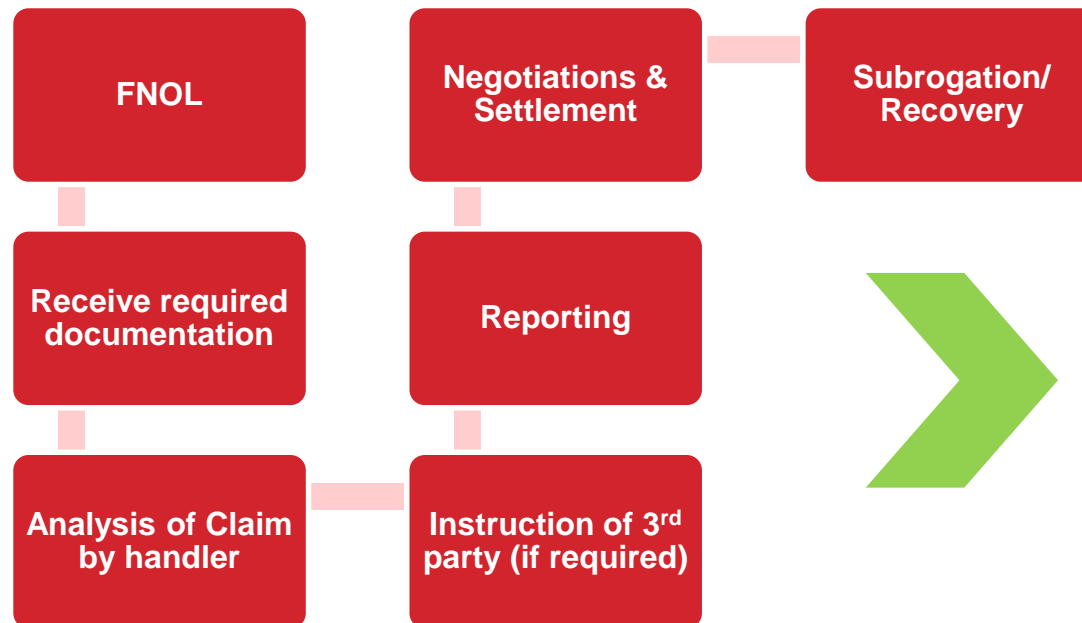 FNOL
Receive required
documentation
Analysis of Claim
by handler
Instruction of 3rd
party (if required)
Reporting
Negotiations &
Settlement
Subrogation/
Recovery